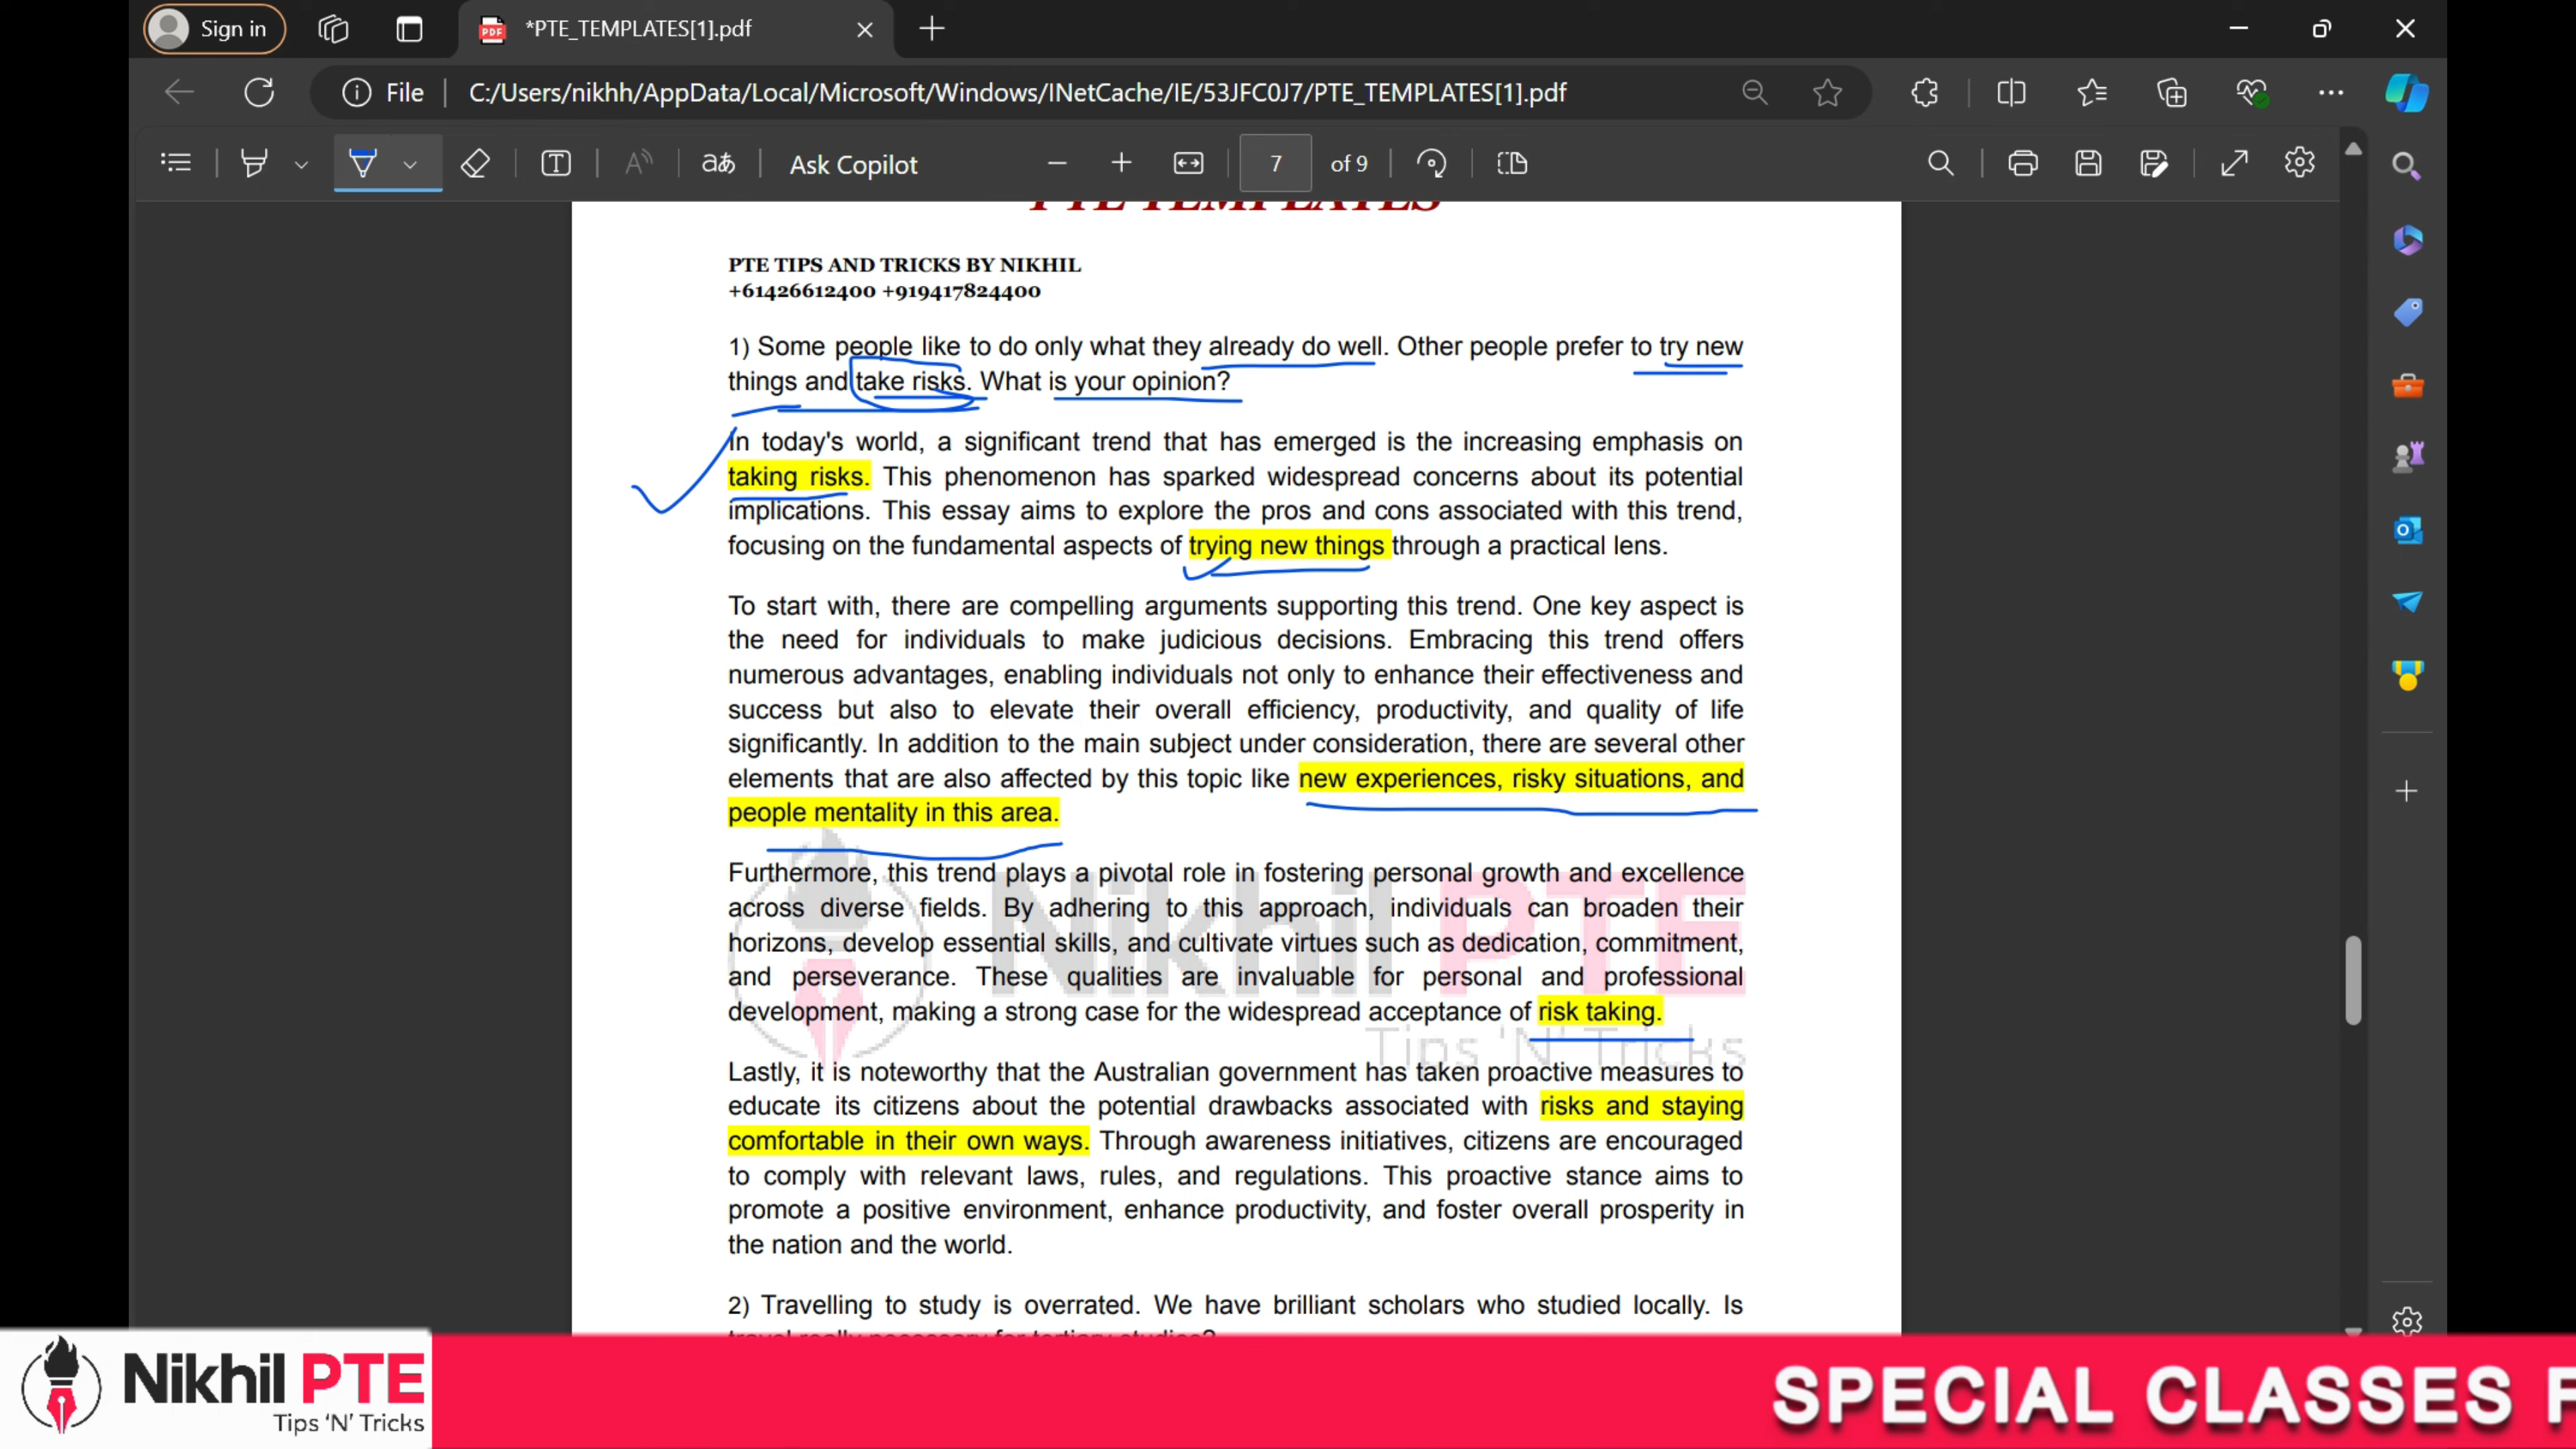 Sign in
*PTE_TEMPLATES[1].pdf
File
C:/Users/nikhh/AppData/Local/Microsoft/Windows/INetCache/IE/53JFC0J7/PTE_TEMPLATES[1].pdf
aあ
Ask Copilot
7
of 9
PTE TEMPLATES
PTE TIPS AND TRICKS BY NIKHIL
+61426612400 +919417824400
1) Some people like to do only what they already do well. Other people prefer to try new
things and take risks. What is your opinion?
In today's world, a significant trend that has emerged is the increasing emphasis on
taking risks. This phenomenon has sparked widespread concerns about its potential
implications. This essay aims to explore the pros and cons associated with this trend,
focusing on the fundamental aspects of trying new things through a practical lens.
To start with, there are compelling arguments supporting this trend. One key aspect is
the need for individuals to make judicious decisions. Embracing this trend offers
numerous advantages, enabling individuals not only to enhance their effectiveness and
success but also to elevate their overall efficiency, productivity, and quality of life
significantly. In addition to the main subject under consideration, there are several other
elements that are also affected by this topic like new experiences, risky situations, and
people mentality in this area.
Furthermore, this trend plays a pivotal role in fostering personal growth and excellence
across diverse fields. By adhering to this approach, individuals can broaden their
horizons, develop essential skills, and cultivate virtues such as dedication, commitment,
and perseverance. These qualities are invaluable for personal and professional
development, making a strong case for the widespread acceptance of risk taking.
Nikhil PTE
Tips 'N' Tricks
Lastly, it is noteworthy that the Australian government has taken proactive measures to
educate its citizens about the potential drawbacks associated with risks and staying
comfortable in their own ways. Through awareness initiatives, citizens are encouraged
to comply with relevant laws, rules, and regulations. This proactive stance aims to
promote a positive environment, enhance productivity, and foster overall prosperity in
the nation and the world.
2) Travelling to study is overrated. We have brilliant scholars who studied locally. Is
travel really necessary for tertiary studies?
Nikhil PTE
Tips 'N' Tricks
SPECIAL CLASSES F